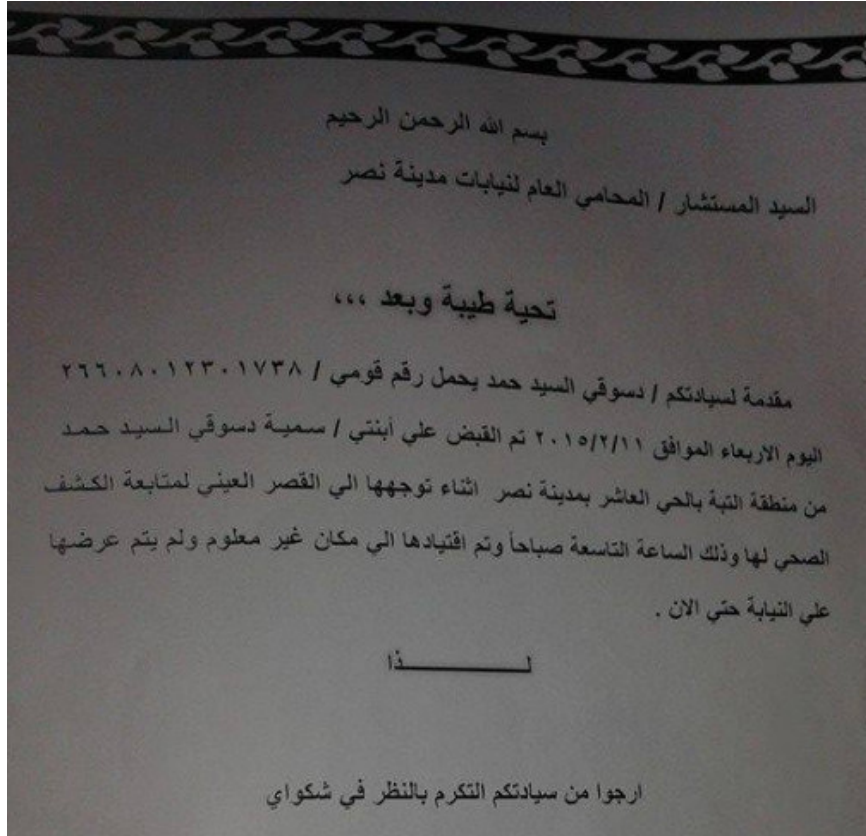 بسم الله الرحمن الرحيم
السيد المستشار / المحامي العام لنيابات مدينة نصر
تحية طيبة وبعد ،،،
مقدمة لسيادتكم / دسوقي السيد حمد يحمل رقم قومي / ٢٦٦٠٨٠١٢٣٠١٧٣٨
اليوم الاربعاء الموافق ٢٠١٥/٢/١١ تم القبض علي أبنتي / سمية دسوقي السيد حمد
من منطقة التبة بالحي العاشر بمدينة نصر اثناء توجهها الي القصر العيني لمتابعة الكشف
الصحي لها وذلك الساعة التاسعة صباحاً وتم اقتيادها الي مكان غير معلوم ولم يتم عرضها
علي النيابة حتي الان .
لــــــــــذا
ارجوا من سيادتكم التكرم بالنظر في شكواي